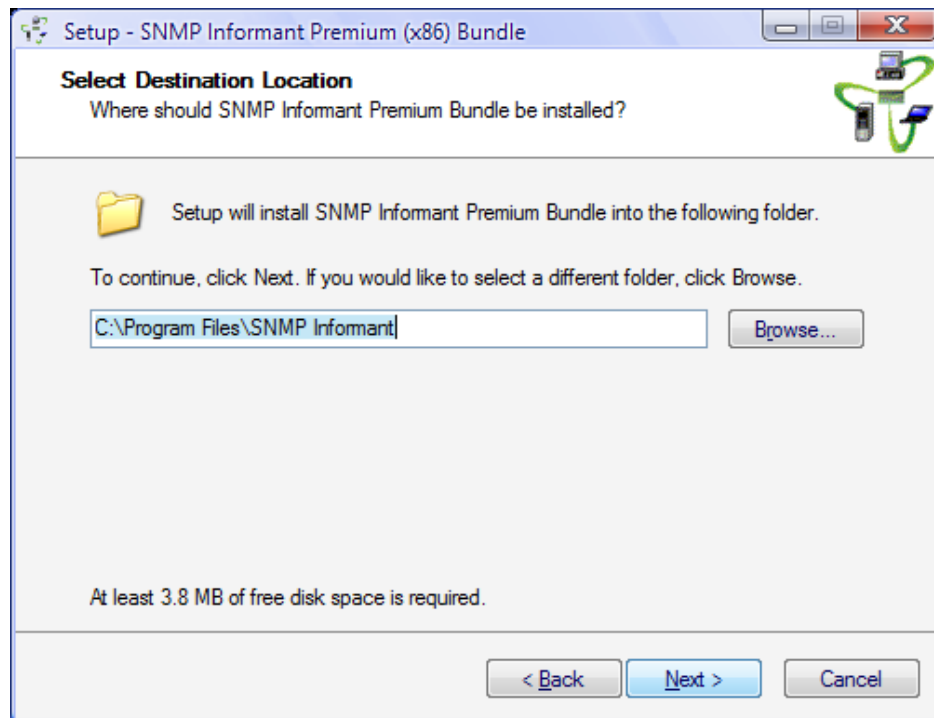 Setup - SNMP Informant Premium (x86) Bundle
Select Destination Location
Where should SNMP Informant Premium Bundle be installed?
Setup will install SNMP Informant Premium Bundle into the following folder.
To continue, click Next. If you would like to select a different folder, click Browse.
C:\Program Files\SNMP Informant
Browse...
At least 3.8 MB of free disk space is required.
< Back
Next >
Cancel